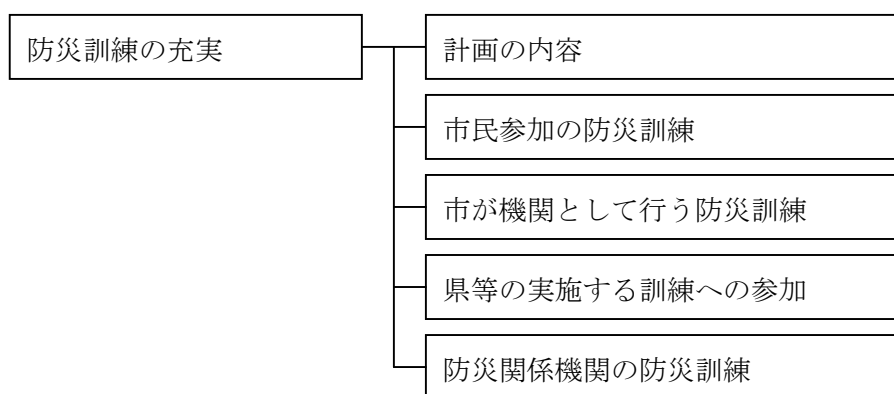 防災訓練の充実
計画の内容
市民参加の防災訓練
市が機関として行う防災訓練
県等の実施する訓練への参加
防災関係機関の防災訓練